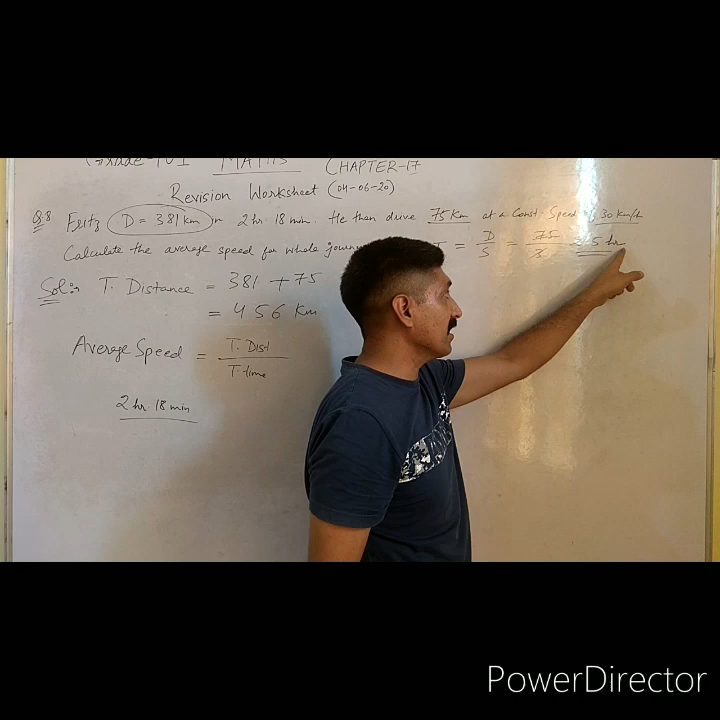 MATHS CHAPTER-17
Revision Worksheet (04-06-20)
Q.8 Fritz D = 381 km in 2 hr 18 min. He then drive 75 Km at a Const. Speed of 30 km/h
Calculate the average speed for whole T = D/S = 75 = 2.5 hr
Sol:- T. Distance = 381 + 75
= 456 Km
Average Speed = T. Dist / T. time
2 hr 18 min
PowerDirector